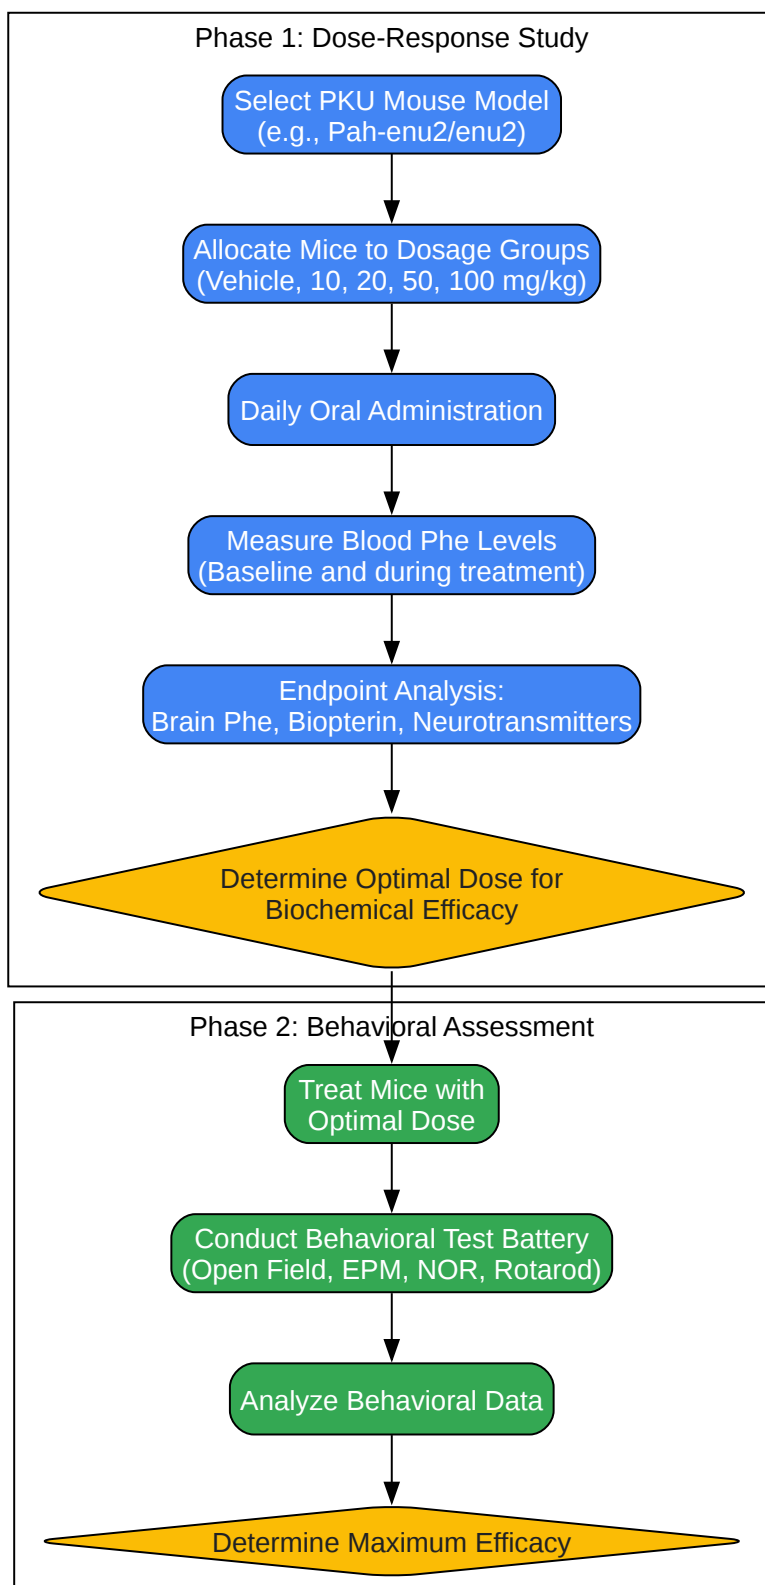 Phase 1: Dose-Response Study
Select PKU Mouse Model
(e.g., Pah-enu2/enu2)
Allocate Mice to Dosage Groups
(Vehicle, 10, 20, 50, 100 mg/kg)
Daily Oral Administration
Measure Blood Phe Levels
(Baseline and during treatment)
Endpoint Analysis:
Brain Phe, Biopterin, Neurotransmitters
Determine Optimal Dose for
Biochemical Efficacy
Phase 2: Behavioral Assessment
Treat Mice with
Optimal Dose
Conduct Behavioral Test Battery
(Open Field, EPM, NOR, Rotarod)
Analyze Behavioral Data
Determine Maximum Efficacy